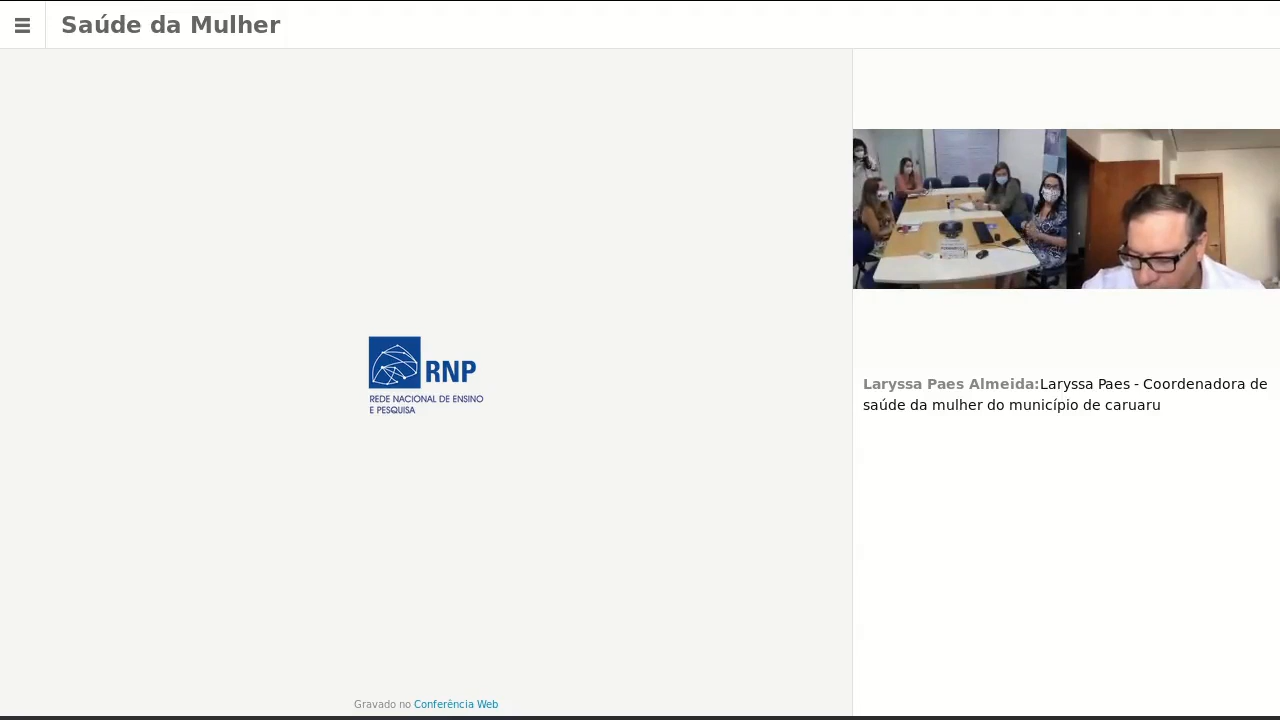 Saúde da Mulher
RNP
REDE NACIONAL DE ENSINO
E PESQUISA
Laryssa Paes Almeida:Laryssa Paes - Coordenadora de
saúde da mulher do município de caruaru
Gravado no Conferência Web